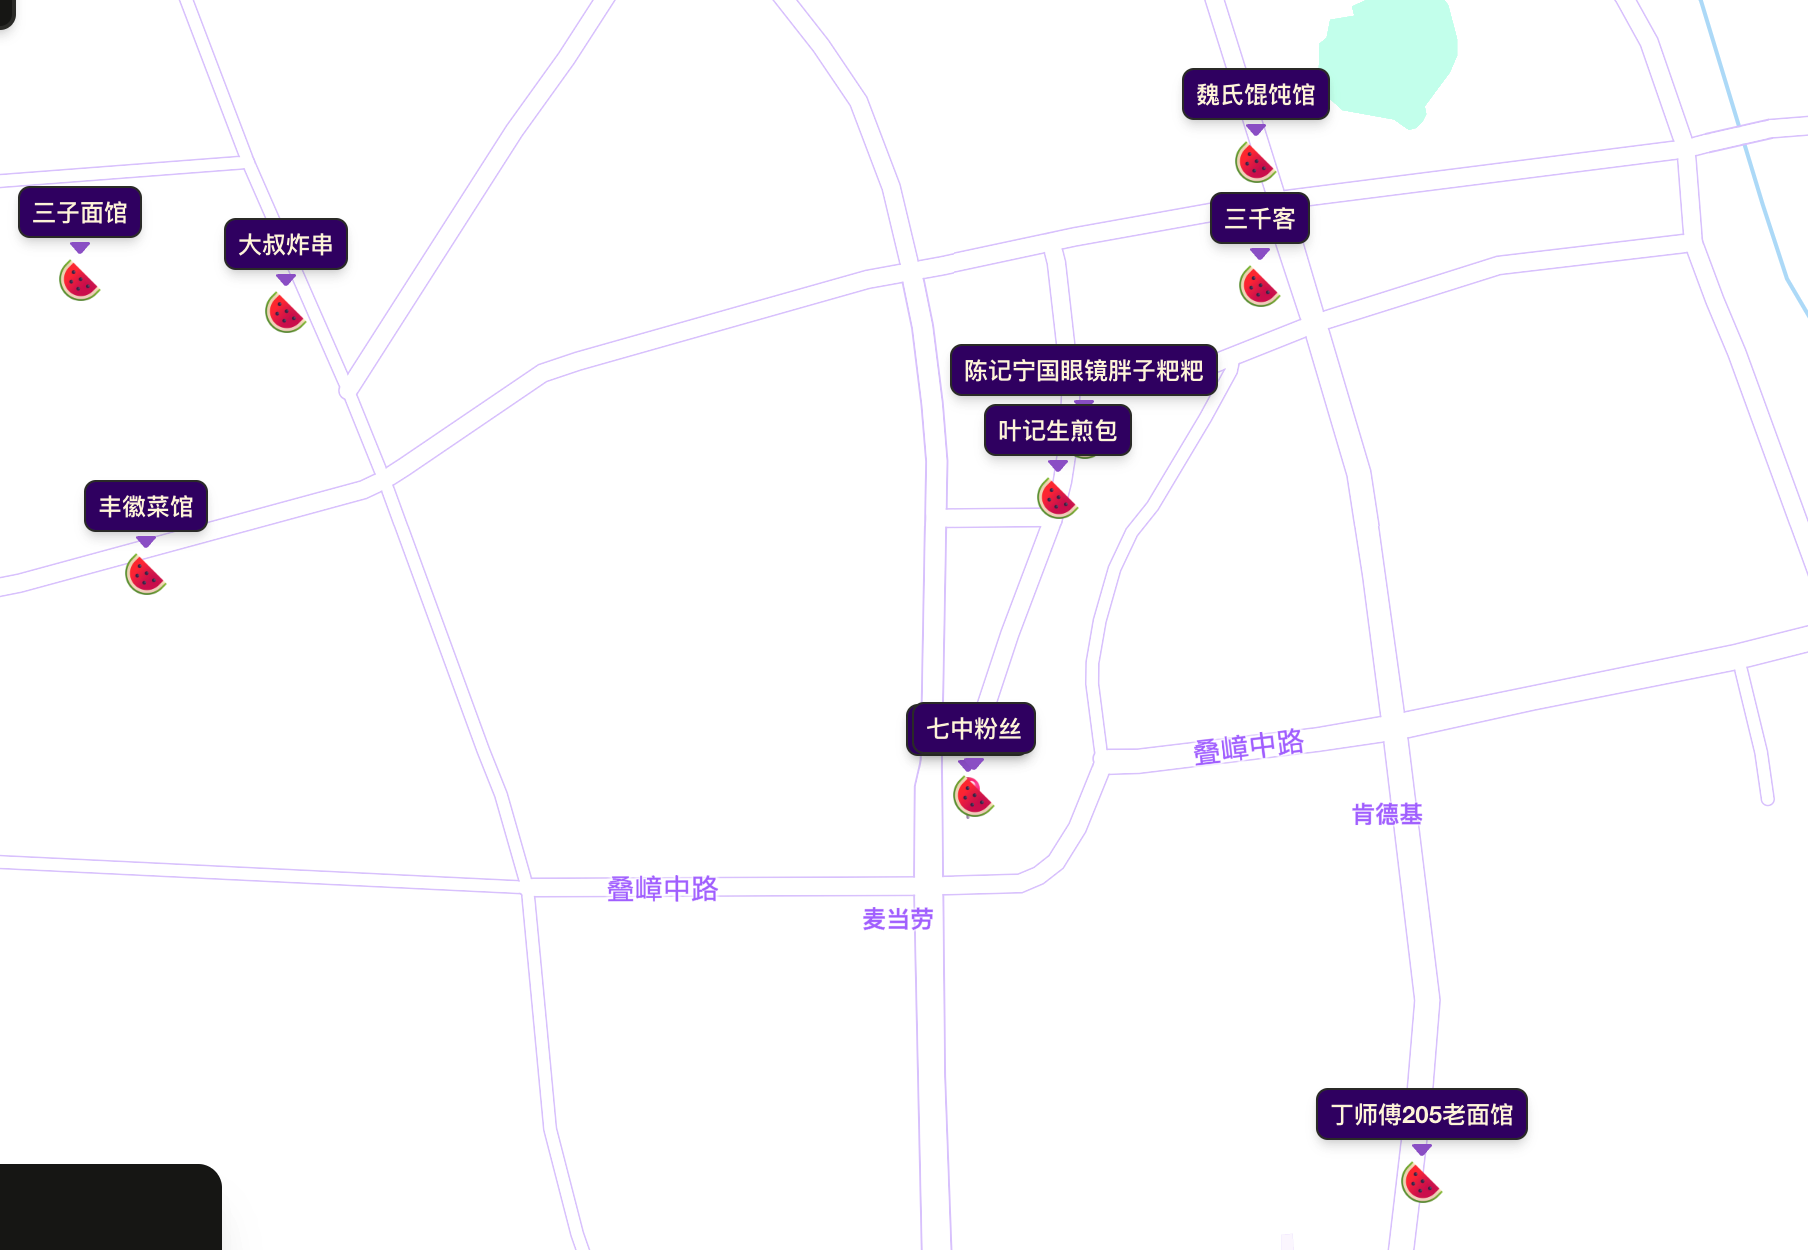 魏氏馄饨馆
三子面馆
三千客
大叔炸串
陈记宁国眼镜胖子粑粑
叶记生煎包
丰徽菜馆
七中粉丝
叠嶂中路
肯德基
叠嶂中路
麦当劳
丁师傅205老面馆